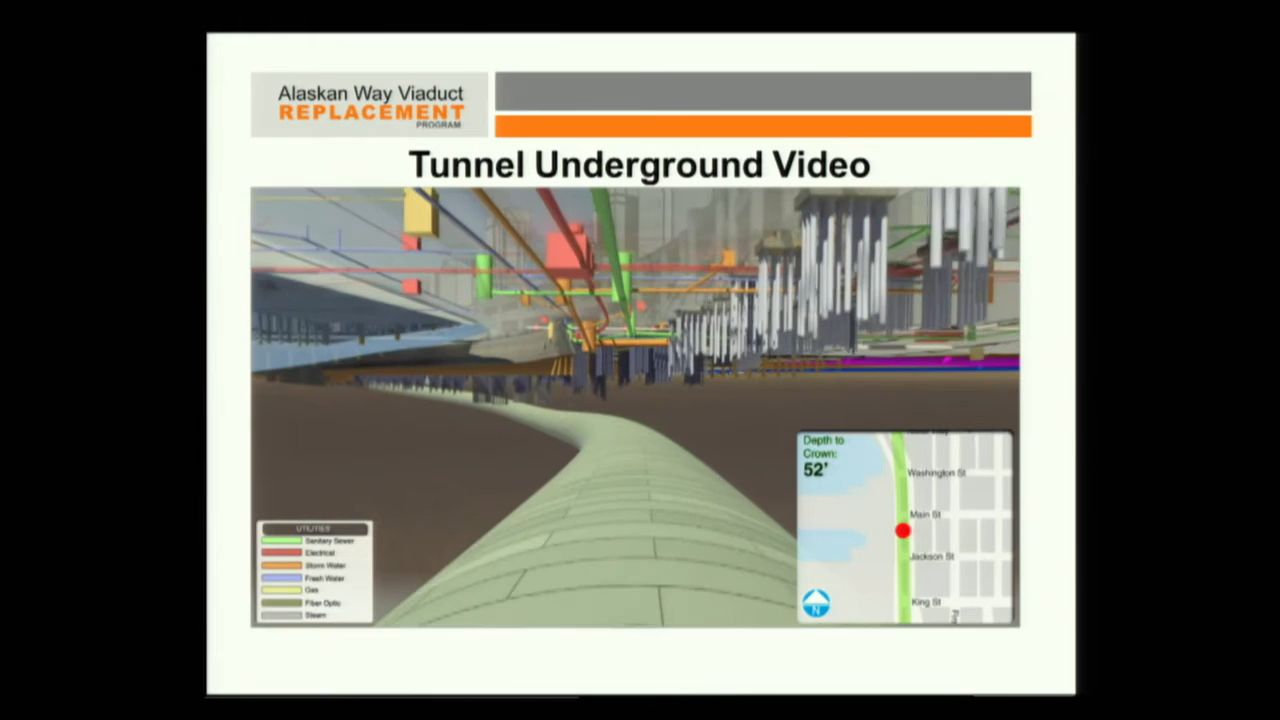 Alaskan Way Viaduct
REPLACEMENT
PROGRAM
Tunnel Underground Video
Depth to
Crown:
52'
Washington St
Main St
Jackson St
King St
N
UTILITIES
Sanitary Sewer
Electrical
Storm Water
Fresh Water
Gas
Fiber Optic
Steam